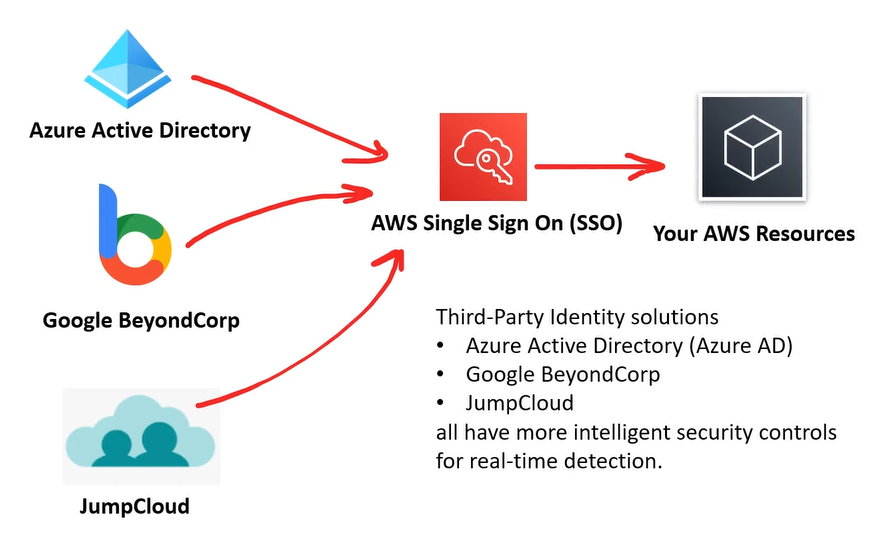 Azure Active Directory
Google BeyondCorp
JumpCloud
AWS Single Sign On (SSO)
Your AWS Resources
Third-Party Identity solutions
• Azure Active Directory (Azure AD)
• Google BeyondCorp
• JumpCloud
all have more intelligent security controls
for real-time detection.